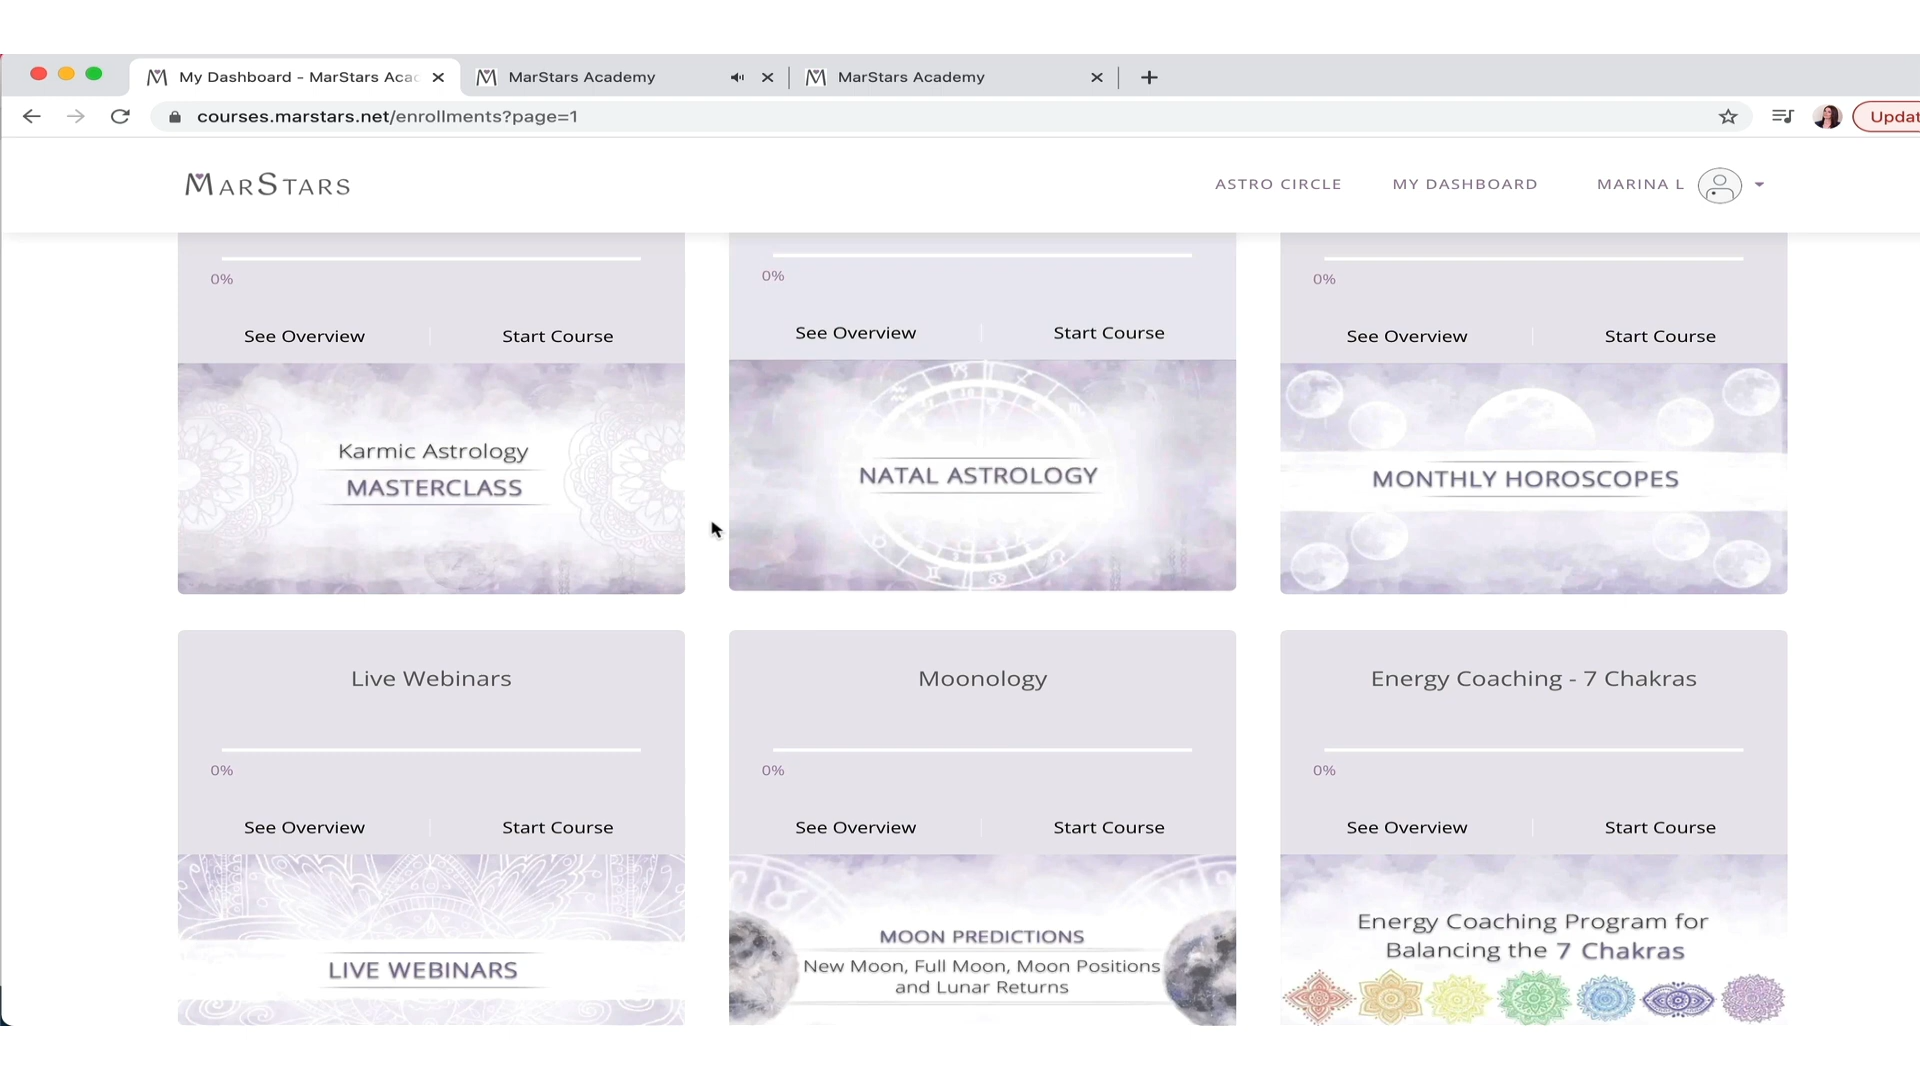 My Dashboard - MarStars Aca
MarStars Academy
MarStars Academy
courses.marstars.net/enrollments?page=1
Updat
MARSTARS
ASTRO CIRCLE
MY DASHBOARD
MARINA L
0%
0%
0%
See Overview
Start Course
See Overview
Start Course
See Overview
Start Course
Karmic Astrology
MASTERCLASS
NATAL ASTROLOGY
MONTHLY HOROSCOPES
Live Webinars
Moonology
Energy Coaching - 7 Chakras
0%
0%
0%
See Overview
Start Course
See Overview
Start Course
See Overview
Start Course
LIVE WEBINARS
MOON PREDICTIONS
New Moon, Full Moon, Moon Positions
and Lunar Returns
Energy Coaching Program for
Balancing the 7 Chakras